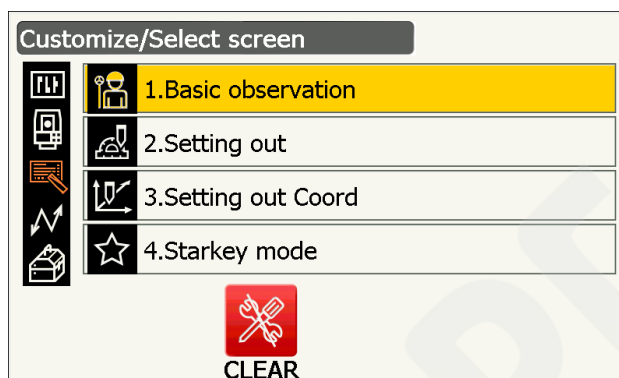 Customize/Select screen
1.Basic observation
2.Setting out
3.Setting out Coord
4.Starkey mode
CLEAR